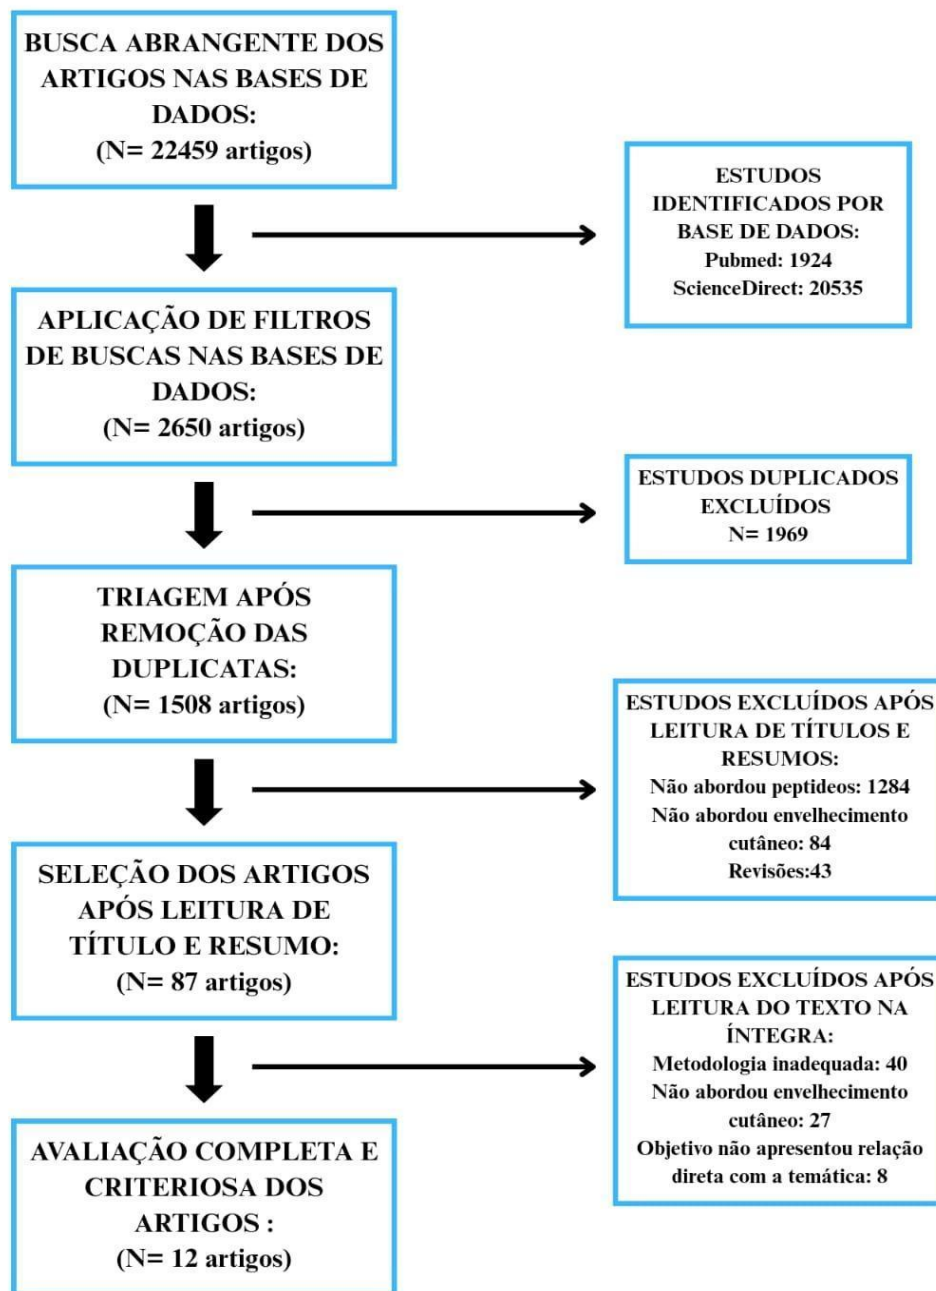 BUSCA ABRANGENTE DOS
ARTIGOS NAS BASES DE
DADOS:
(N= 22459 artigos)
ESTUDOS
IDENTIFICADOS POR
BASE DE DADOS:
Pubmed: 1924
ScienceDirect: 20535
APLICAÇÃO DE FILTROS
DE BUSCAS NAS BASES DE
DADOS:
(N= 2650 artigos)
ESTUDOS DUPLICADOS
EXCLUÍDOS
N= 1969
TRIAGEM APÓS
REMOÇÃO DAS
DUPLICATAS:
(N= 1508 artigos)
ESTUDOS EXCLUÍDOS APÓS
LEITURA DE TÍTULOS E
RESUMOS:
Não abordou peptideos: 1284
Não abordou envelhecimento
cutâneo: 84
Revisões:43
SELEÇÃO DOS ARTIGOS
APÓS LEITURA DE
TÍTULO E RESUMO:
(N= 87 artigos)
ESTUDOS EXCLUÍDOS APÓS
LEITURA DO TEXTO NA
ÍNTEGRA:
Metodologia inadequada: 40
Não abordou envelhecimento
cutâneo: 27
Objetivo não apresentou relação
direta com a temática: 8
AVALIAÇÃO COMPLETA E
CRITERIOSA DOS
ARTIGOS :
(N= 12 artigos)